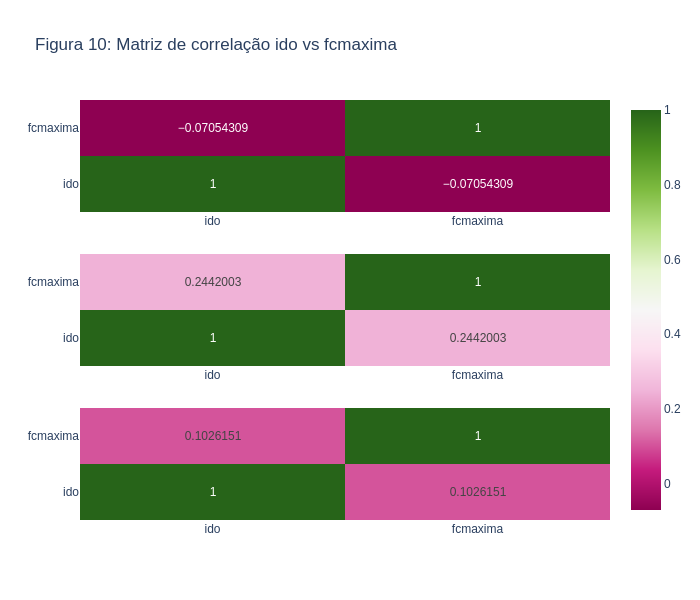 Figura 10: Matriz de correlação ido vs fcmaxima
fcmaxima −0.07054309 1
ido 1 −0.07054309
ido fcmaxima
fcmaxima 0.2442003 1
ido 1 0.2442003
ido fcmaxima
fcmaxima 0.1026151 1
ido 1 0.1026151
ido fcmaxima
1
0.8
0.6
0.4
0.2
0